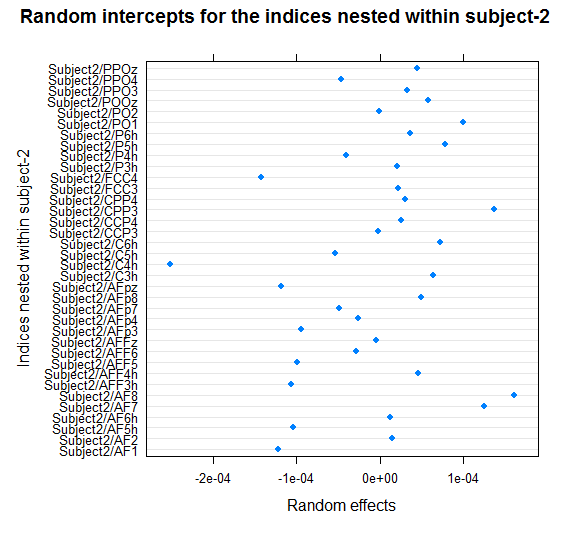 Random intercepts for the indices nested within subject-2
Indices nested within subject-2
Subject2/PPOz
Subject2/PPO4
Subject2/PPO3
Subject2/POOz
Subject2/PO2
Subject2/PO1
Subject2/P6h
Subject2/P5h
Subject2/P4h
Subject2/P3h
Subject2/FCC4
Subject2/FCC3
Subject2/CPP4
Subject2/CPP3
Subject2/CCP4
Subject2/CCP3
Subject2/C6h
Subject2/C5h
Subject2/C4h
Subject2/C3h
Subject2/AFpz
Subject2/AFp8
Subject2/AFp7
Subject2/AFp4
Subject2/AFp3
Subject2/AFFz
Subject2/AFF6
Subject2/AFF5
Subject2/AFF4h
Subject2/AFF3h
Subject2/AF8
Subject2/AF7
Subject2/AF6h
Subject2/AF5h
Subject2/AF2
Subject2/AF1
-2e-04 -1e-04 0e+00 1e-04
Random effects